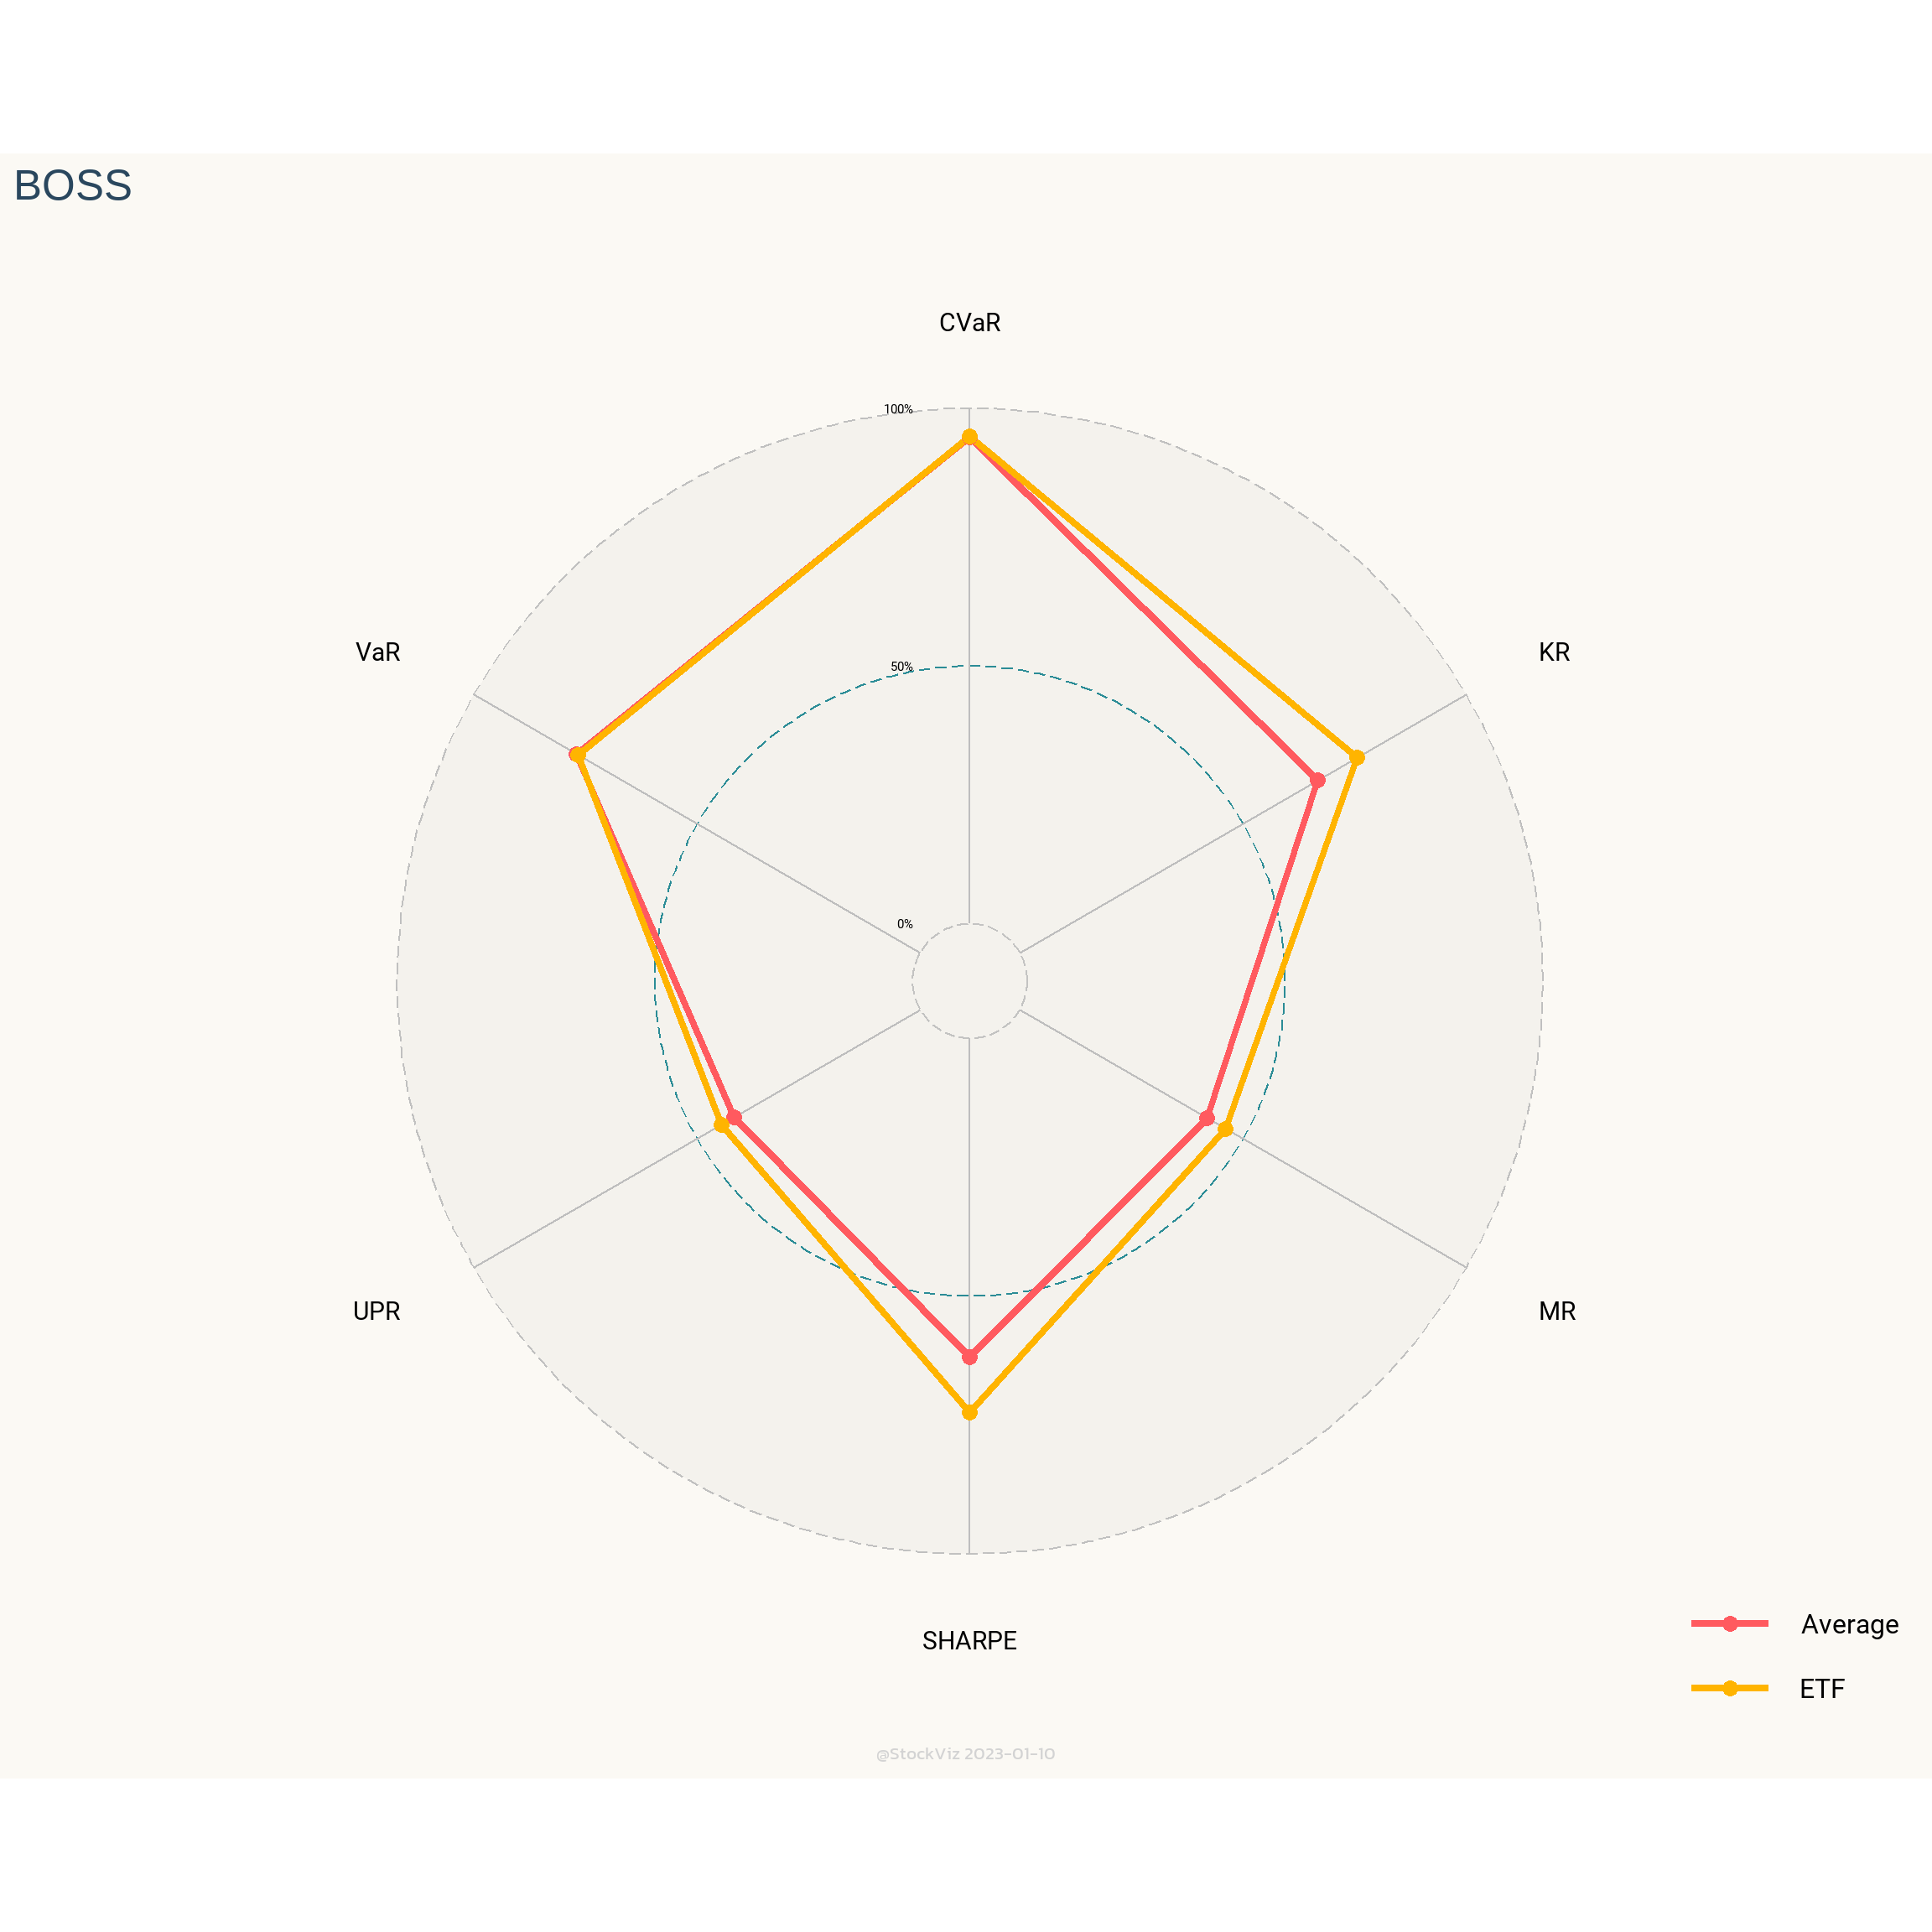 BOSS
CVaR
100%
VaR
KR
50%
0%
UPR
MR
SHARPE
Average
ETF
@StockViz 2023-01-10